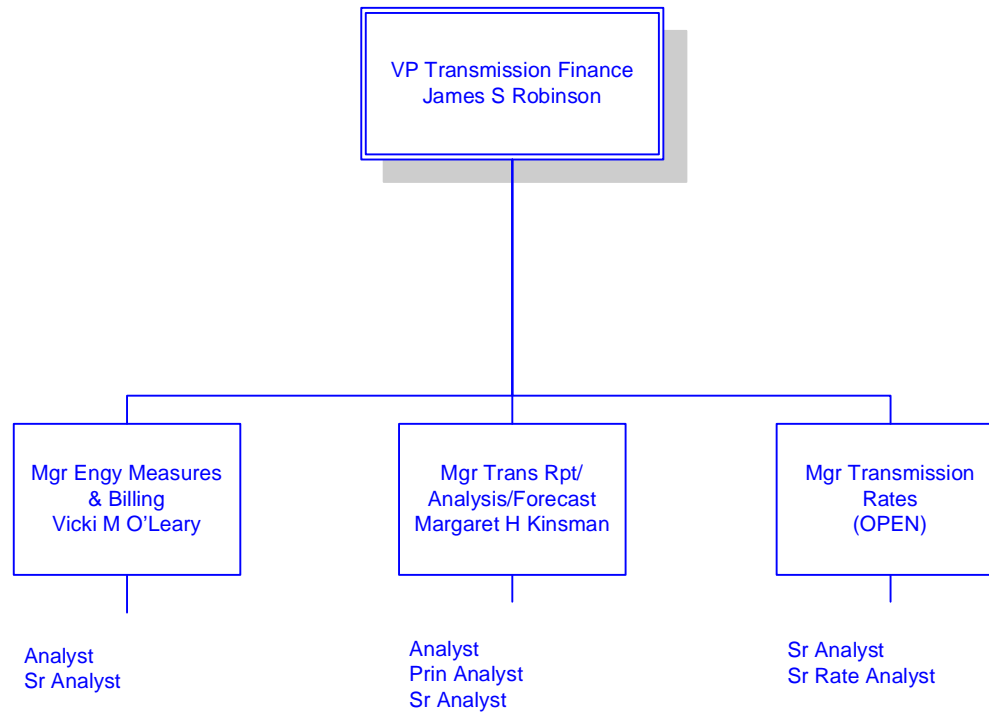 VP Transmission Finance
James S Robinson
Mgr Engy Measures
& Billing
Vicki M O’Leary
Mgr Trans Rpt/
Analysis/Forecast
Margaret H Kinsman
Mgr Transmission
Rates
(OPEN)
Analyst
Sr Analyst
Analyst
Prin Analyst
Sr Analyst
Sr Analyst
Sr Rate Analyst